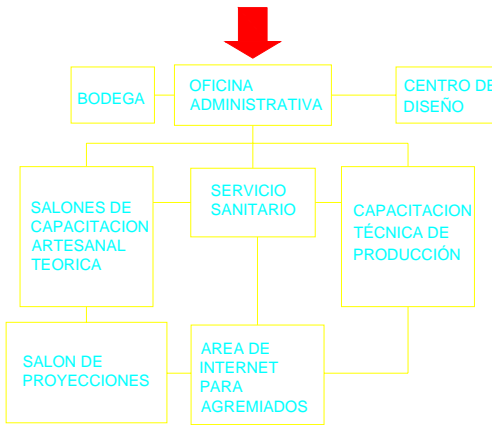 BODEGA
OFICINA
ADMINISTRATIVA
CENTRO DE
DISEÑO
SALONES DE
CAPACITACION
ARTESANAL
TEORICA
SERVICIO
SANITARIO
CAPACITACION
TÉCNICA DE
PRODUCCIÓN
SALON DE
PROYECCIONES
AREA DE
INTERNET
PARA
AGREMIADOS